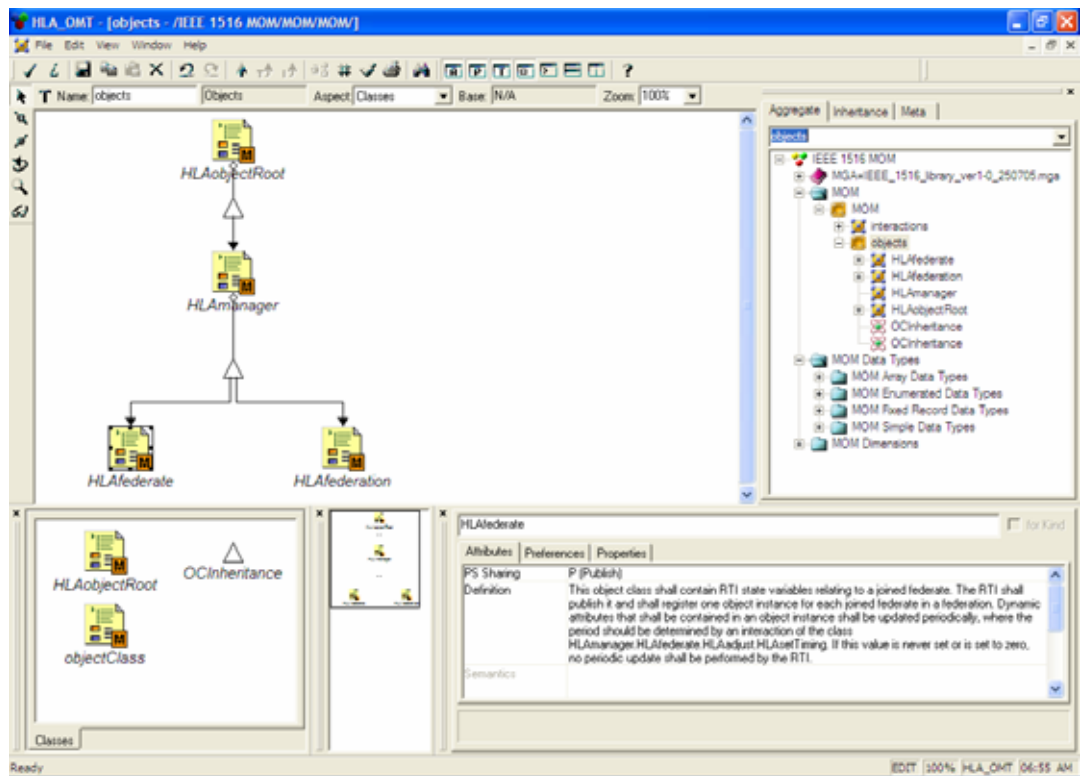 HLA_OMT - [objects - /IEEE 1516 MOM/MOM/MOM/]
File Edit View Window Help
T Name: objects Objects Aspect: Classes Base: N/A Zoom: 100%
HLAobjectRoot
HLAmanager
HLAfederate
HLAfederation
Aggregate Inheritance Meta
objects
IEEE 1516 MOM
MGA=IEEE_1516_library_ver1-0_250705.mga
MOM
MOM
interactions
objects
HLAfederate
HLAfederation
HLAmanager
HLAobjectRoot
OCInheritance
OCInheritance
MOM Data Types
MOM Array Data Types
MOM Enumerated Data Types
MOM Fixed Record Data Types
MOM Simple Data Types
MOM Dimensions
HLAobjectRoot
OCInheritance
objectClass
Classes
HLAfederate for Kind
Attributes Preferences Properties
PS Sharing P (Publish)
Definition This object class shall contain RTI state variables relating to a joined federate. The RTI shall
publish it and shall register one object instance for each joined federate in a federation. Dynamic
attributes that shall be contained in an object instance shall be updated periodically, where the
period should be determined by an interaction of the class
HLAmanager.HLAfederate.HLAadjust.HLAsetTiming. If this value is never set or is set to zero,
no periodic update shall be performed by the RTI.
Semantics
Ready EDIT 100% HLA_OMT 06:55 AM